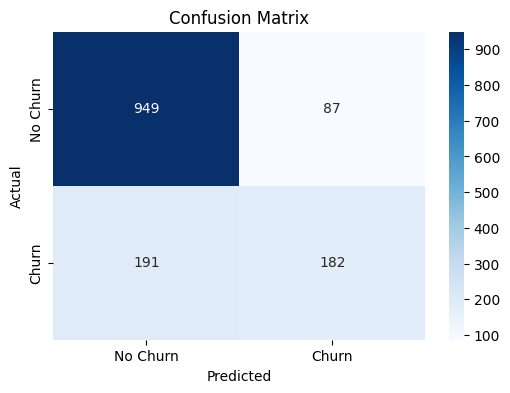 Confusion Matrix
No Churn
Churn
Actual
949
87
191
182
No Churn
Churn
Predicted
900
800
700
600
500
400
300
200
100